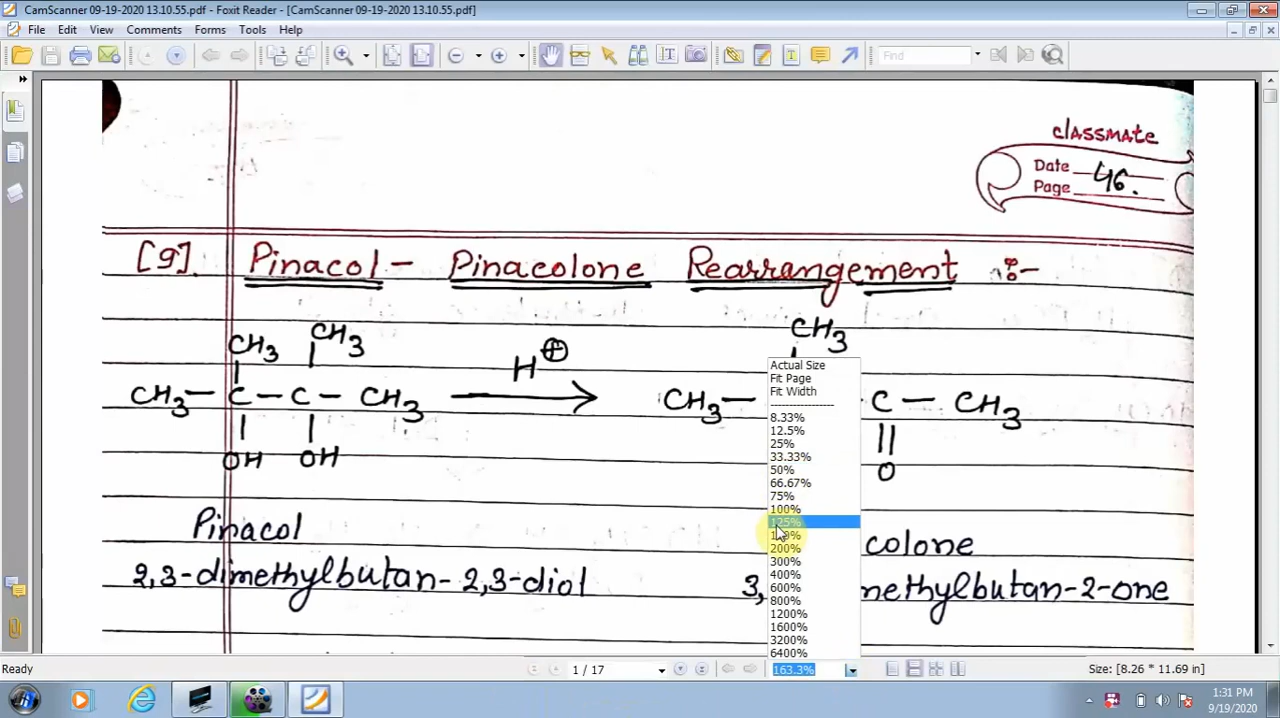 CamScanner 09-19-2020 13.10.55.pdf - Foxit Reader - [CamScanner 09-19-2020 13.10.55.pdf]
File Edit View Comments Forms Tools Help
Find
classmate
Date
Page 46.
[9]. Pinacol - Pinacolone Rearrangement :-
CH3 CH3 CH3
CH3 - C - C - CH3 H⊕ CH3 - C - CH3
OH OH O
Pinacol colone
2,3-dimethylbutan-2,3-diol 3, methylbutan-2-one
Actual Size
Fit Page
Fit Width
--------------------
8.33%
12.5%
25%
33.33%
50%
66.67%
75%
100%
125%
200%
300%
400%
600%
800%
1200%
1600%
3200%
6400%
Ready 1 / 17 163.3% Size: [8.26 * 11.69 in]
1:31 PM
9/19/2020